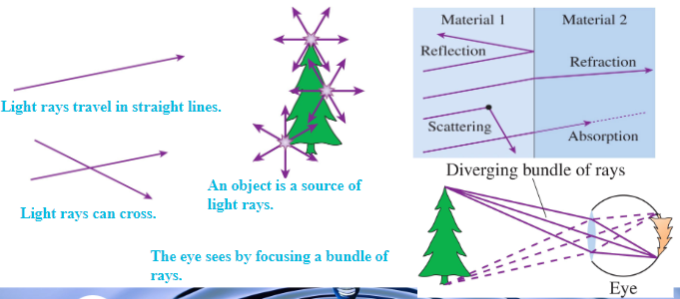 Light rays travel in straight lines.
Light rays can cross.
An object is a source of
light rays.
The eye sees by focusing a bundle of
rays.
Material 1
Material 2
Reflection
Refraction
Scattering
Absorption
Diverging bundle of rays
Eye